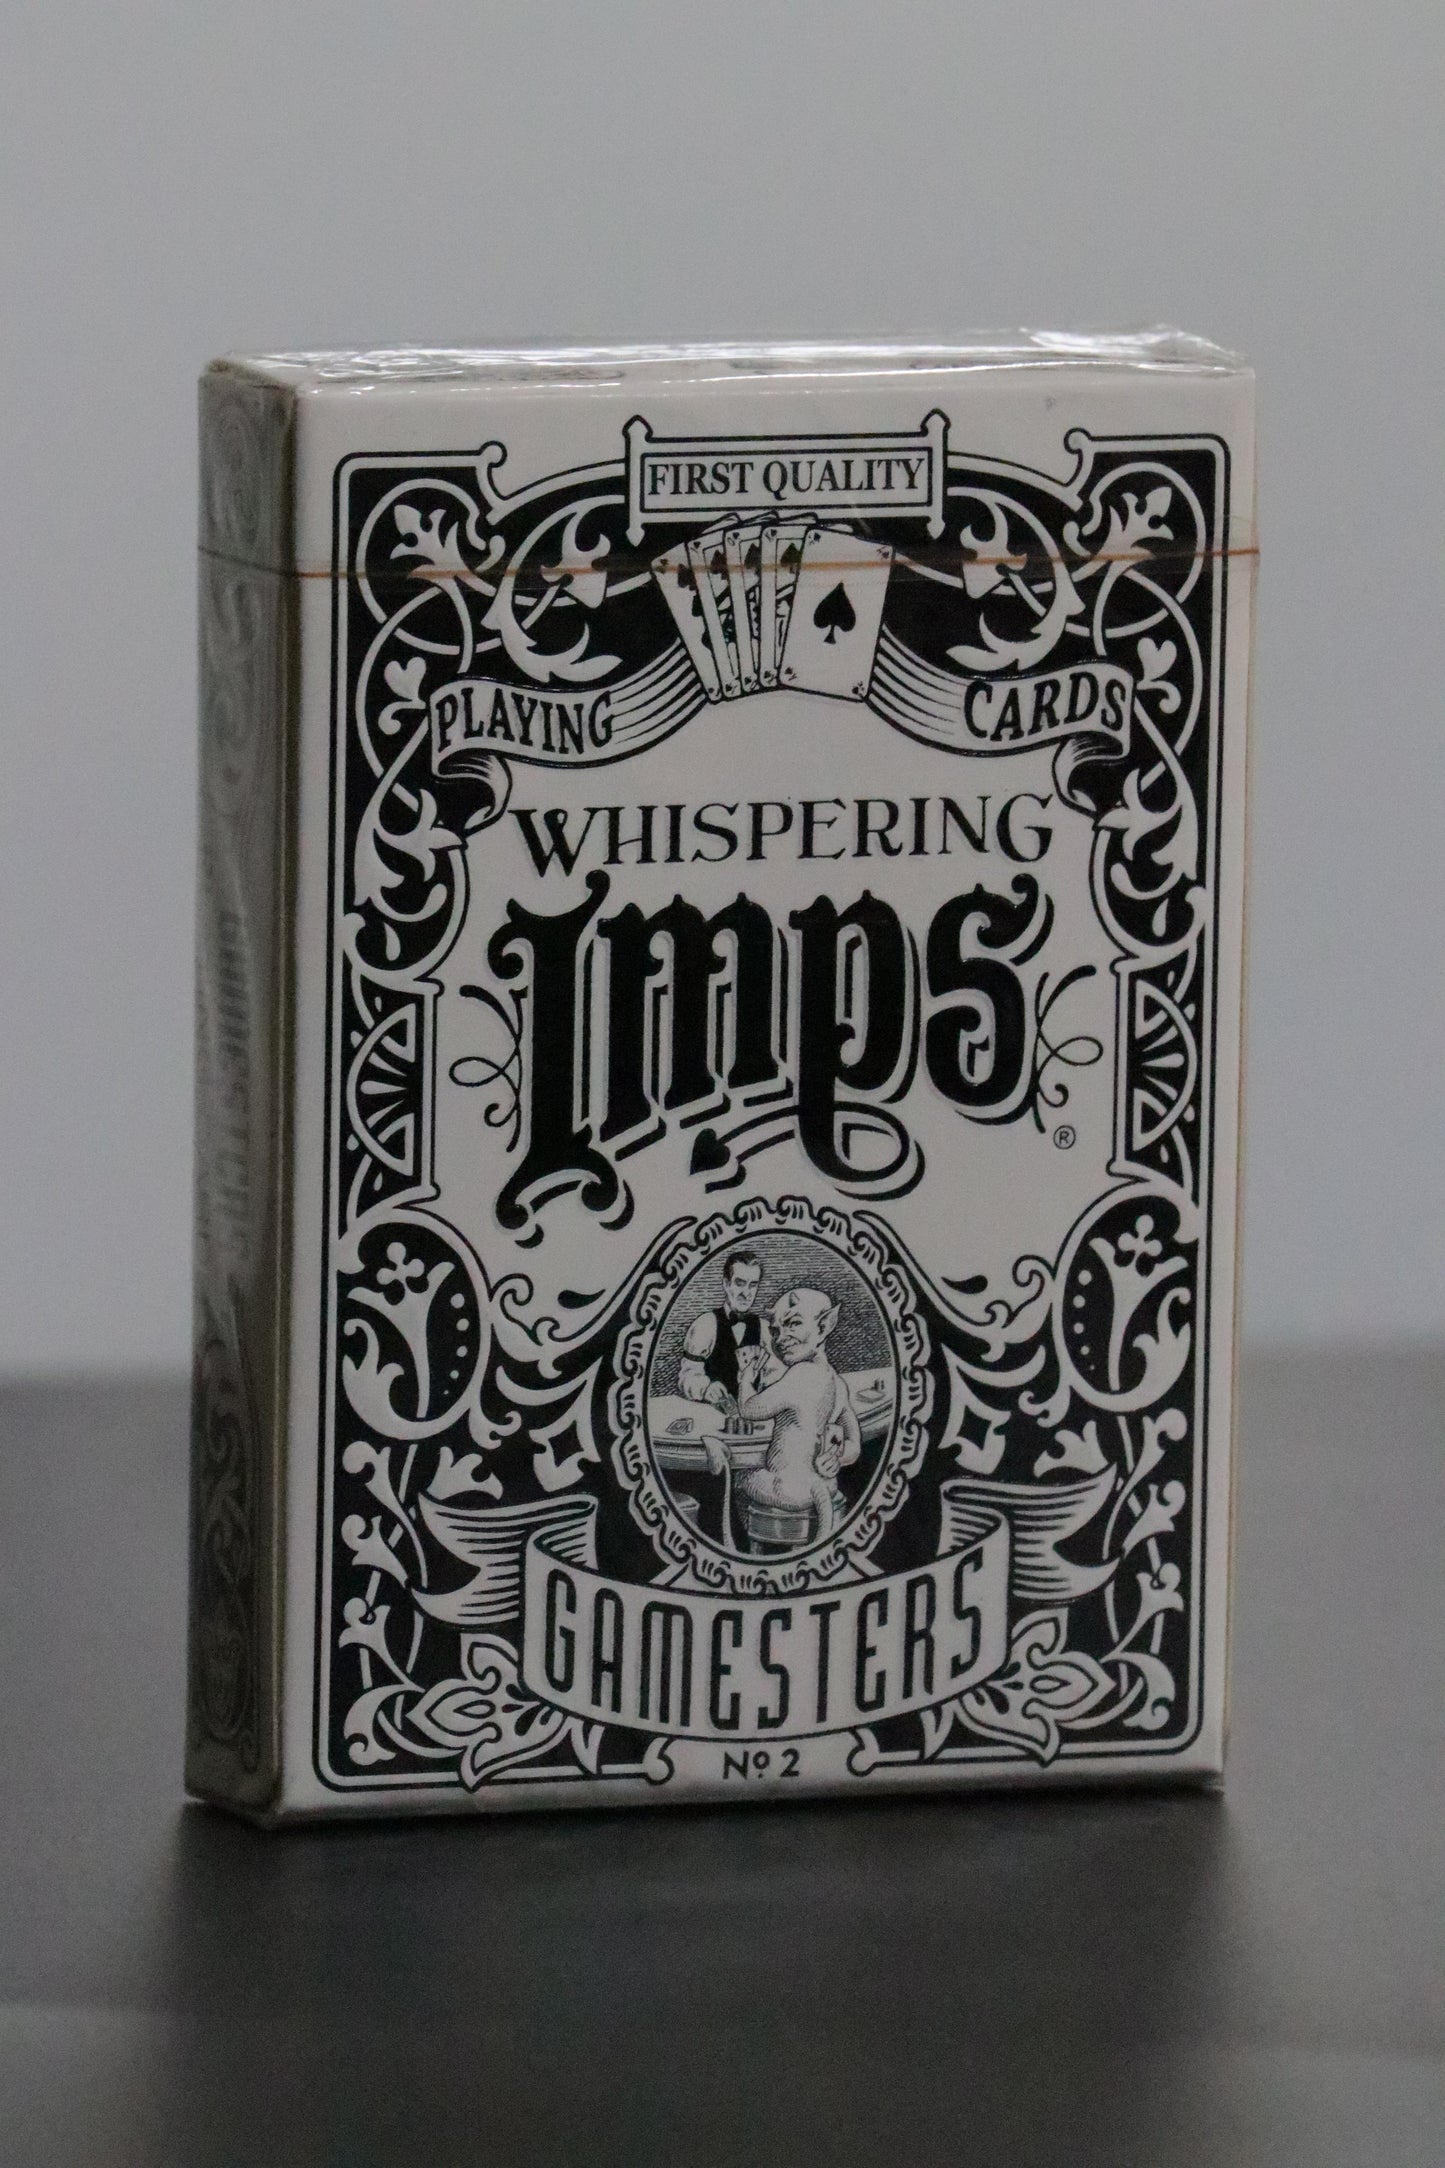 FIRST QUALITY
PLAYING CARDS
WHISPERING
Imps
®
GAMESTERS
Nº 2